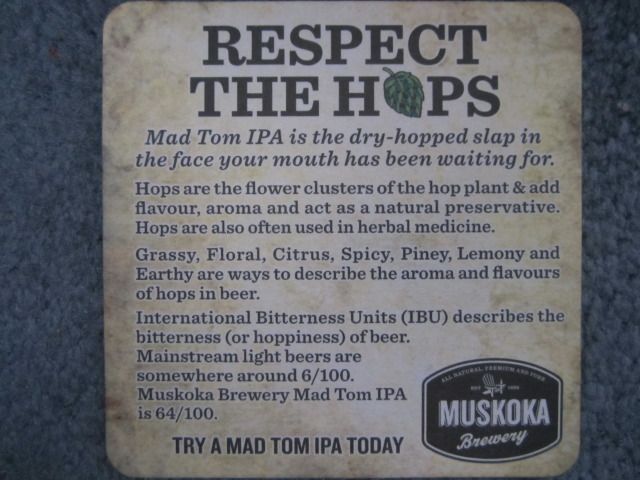 RESPECT
THE HOPS
Mad Tom IPA is the dry-hopped slap in
the face your mouth has been waiting for.
Hops are the flower clusters of the hop plant & add
flavour, aroma and act as a natural preservative.
Hops are also often used in herbal medicine.
Grassy, Floral, Citrus, Spicy, Piney, Lemony and
Earthy are ways to describe the aroma and flavours
of hops in beer.
International Bitterness Units (IBU) describes the
bitterness (or hoppiness) of beer.
Mainstream light beers are
somewhere around 6/100.
Muskoka Brewery Mad Tom IPA
is 64/100.
TRY A MAD TOM IPA TODAY
ALL NATURAL, PREMIUM AND PURE
MUSKOKA
Brewery